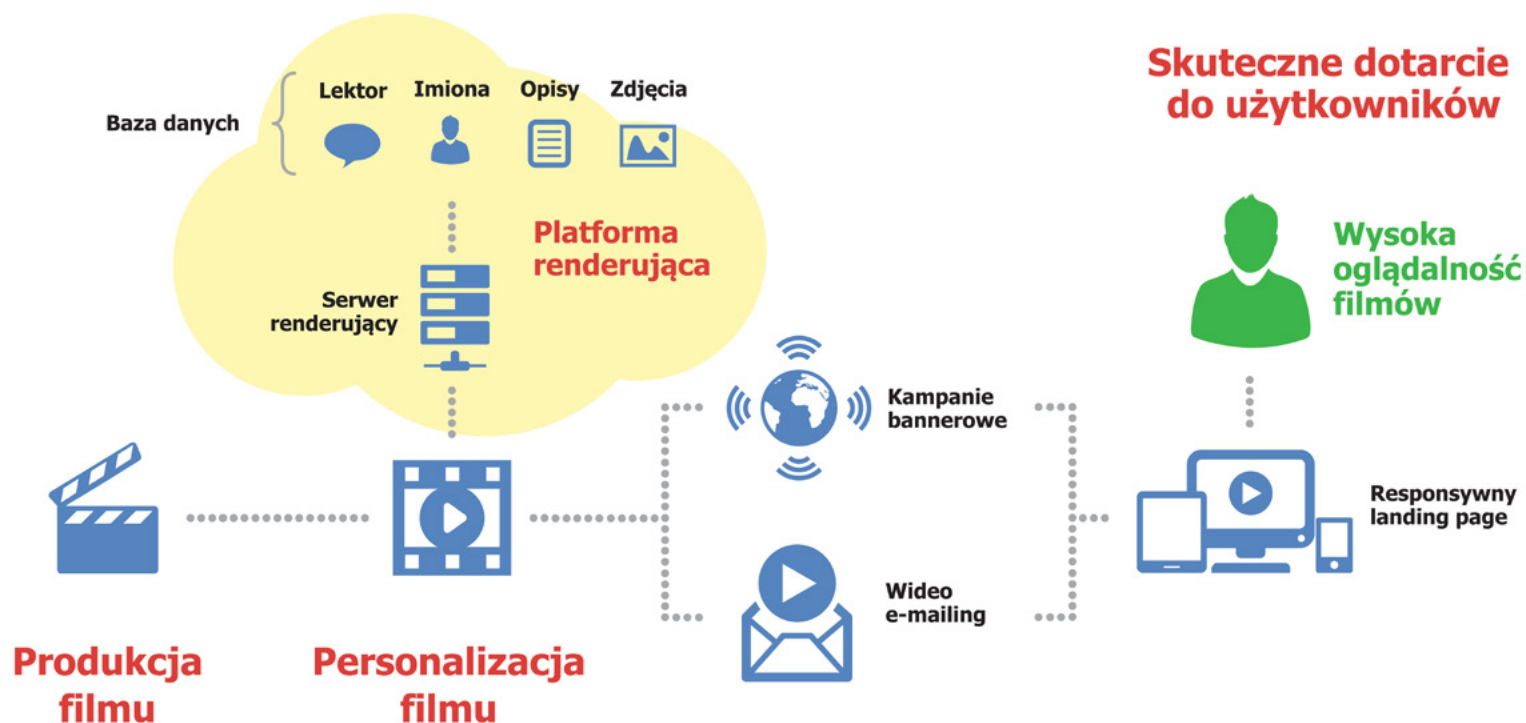 Skuteczne dotarcie
do użytkowników
Lektor
Imiona
Opisy
Zdjęcia
Baza danych
Platforma
renderująca
Wysoka
oglądalność
filmów
Serwer
renderujący
Kampanie
bannerowe
Responsywny
landing page
Wideo
e-mailing
Produkcja
filmu
Personalizacja
filmu